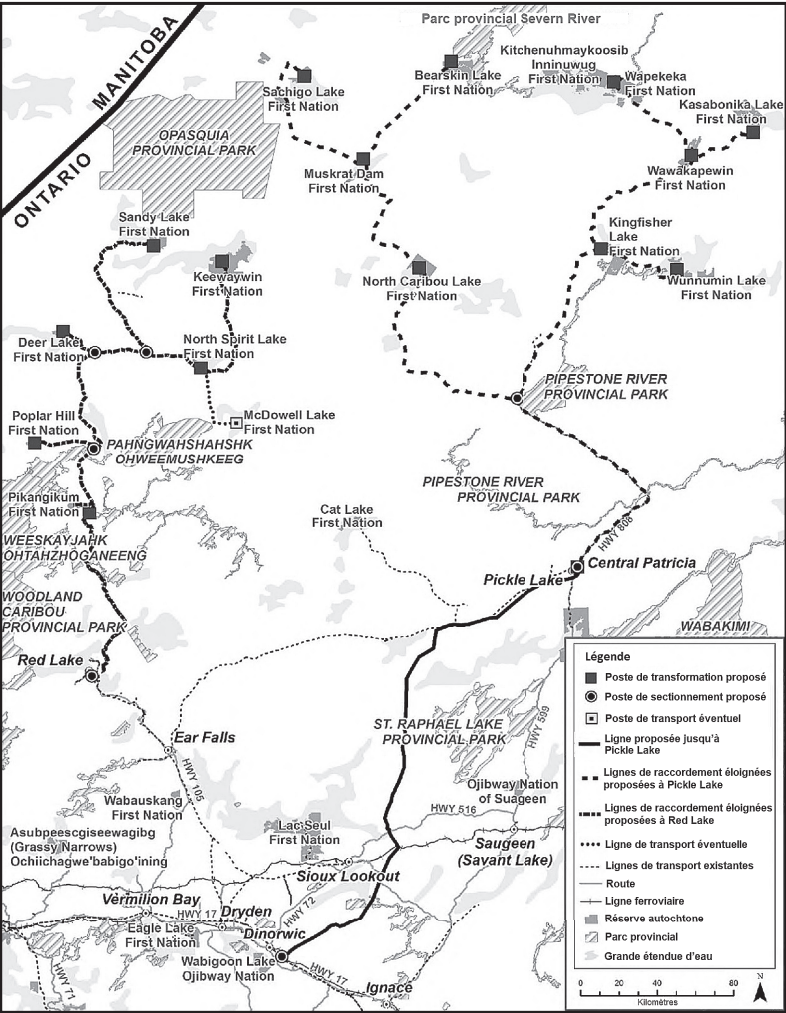 Parc provincial Severn River
MANITOBA
ONTARIO
Kitchenuhmaykoosib
Inninuwug
First Nation
Bearskin Lake
First Nation
Wapekeka
First Nation
Sachigo Lake
First Nation
Kasabonika Lake
First Nation
OPASQUIA
PROVINCIAL PARK
Muskrat Dam
First Nation
Wawakapewin
First Nation
Sandy Lake
First Nation
Kingfisher
Lake
First Nation
Keewaywin
First Nation
North Caribou Lake
First Nation
Wunnumin Lake
First Nation
Deer Lake
First Nation
North Spirit Lake
First Nation
PIPESTONE RIVER
PROVINCIAL PARK
Poplar Hill
First Nation
McDowell Lake
First Nation
PAHNGWAHSHAHSHK
OHWEEMUSHKEEG
PIPESTONE RIVER
PROVINCIAL PARK
Pikangikum
First Nation
Cat Lake
First Nation
HWY 808
WEESKAYJAHK
OHTAHZHOGANEENG
Central Patricia
Pickle Lake
WOODLAND
CARIBOU
PROVINCIAL PARK
WABAKIMI
Red Lake
ST. RAPHAEL LAKE
PROVINCIAL PARK
HWY 599
Ear Falls
HWY 105
Ojibway Nation
of Suageen
Wabauskang
First Nation
HWY 516
Lac Seul
First Nation
Asubpeescgiseewagibg
(Grassy Narrows)
Ochiichagwe'babigo'ining
Saugeen
(Savant Lake)
Sioux Lookout
Vermilion Bay
HWY 17
Dryden
HWY 72
Eagle Lake
First Nation
Dinorwic
Wabigoon Lake
Ojibway Nation
HWY 17
HWY 71
Ignace
Légende
Poste de transformation proposé
Poste de sectionnement proposé
Poste de transport éventuel
Ligne proposée jusqu'à
Pickle Lake
Lignes de raccordement éloignées
proposées à Pickle Lake
Lignes de raccordement éloignées
proposées à Red Lake
Ligne de transport éventuelle
Lignes de transport existantes
Route
Ligne ferroviaire
Réserve autochtone
Parc provincial
Grande étendue d'eau
0 20 40 60 80
Kilomètres
N